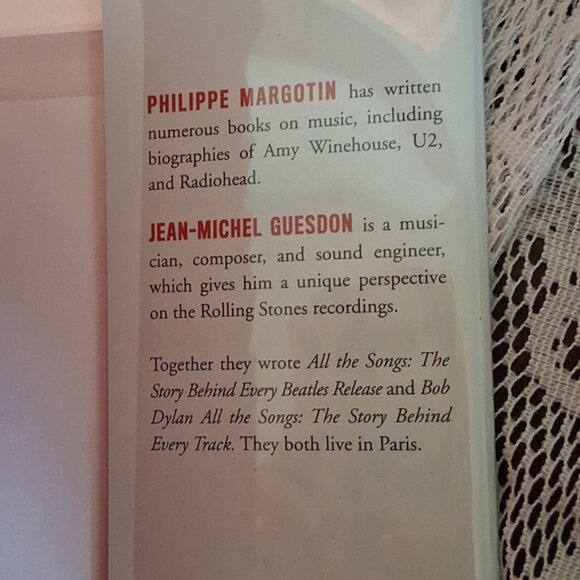 PHILIPPE MARGOTIN has written
numerous books on music, including
biographies of Amy Winehouse, U2,
and Radiohead.
JEAN-MICHEL GUESDON is a musi-
cian, composer, and sound engineer,
which gives him a unique perspective
on the Rolling Stones recordings.
Together they wrote All the Songs: The
Story Behind Every Beatles Release and Bob
Dylan All the Songs: The Story Behind
Every Track. They both live in Paris.